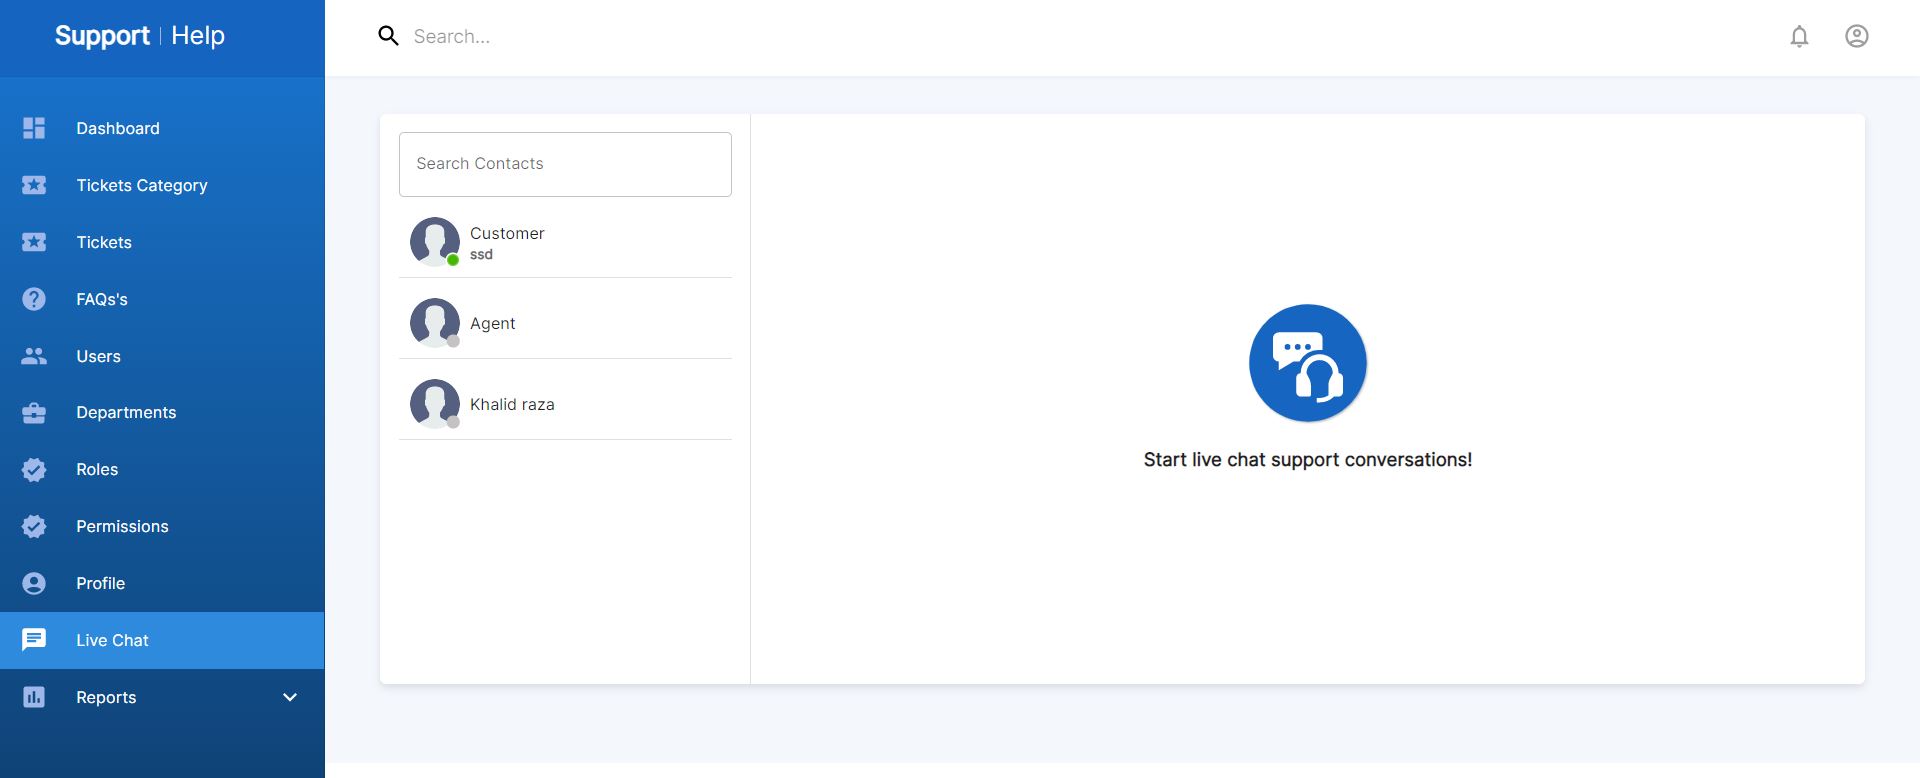 Support | Help
Search...
Dashboard
Tickets Category
Tickets
FAQs's
Users
Departments
Roles
Permissions
Profile
Live Chat
Reports
Search Contacts
Customer
ssd
Agent
Khalid raza
Start live chat support conversations!